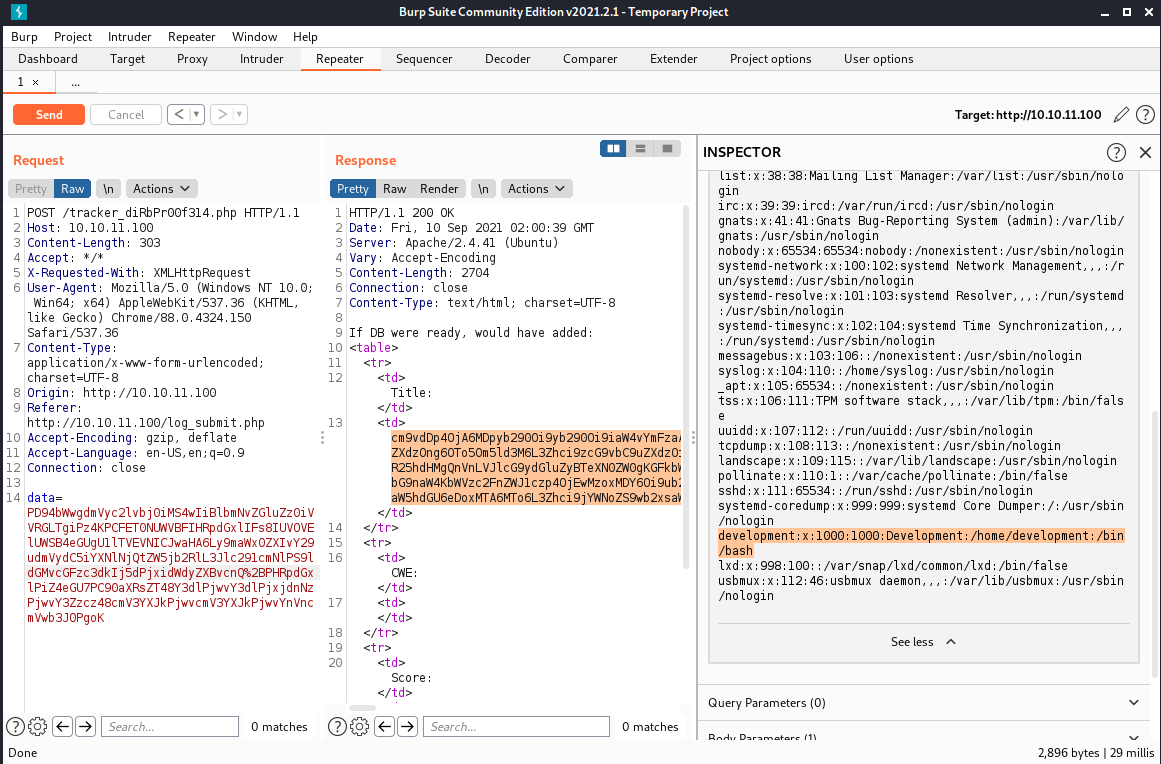 Burp Suite Community Edition v2021.2.1 - Temporary Project
Burp Project Intruder Repeater Window Help
Dashboard Target Proxy Intruder Repeater Sequencer Decoder Comparer Extender Project options User options
1 × ...
Send Cancel < > Target: http://10.10.11.100
Request
Pretty Raw \n Actions
1 POST /tracker_diRbPr00f314.php HTTP/1.1
2 Host: 10.10.11.100
3 Content-Length: 303
4 Accept: */*
5 X-Requested-With: XMLHttpRequest
6 User-Agent: Mozilla/5.0 (Windows NT 10.0;
Win64; x64) AppleWebKit/537.36 (KHTML,
like Gecko) Chrome/88.0.4324.150
Safari/537.36
7 Content-Type:
application/x-www-form-urlencoded;
charset=UTF-8
8 Origin: http://10.10.11.100
9 Referer:
http://10.10.11.100/log_submit.php
10 Accept-Encoding: gzip, deflate
11 Accept-Language: en-US,en;q=0.9
12 Connection: close
13
14 data=
Search... 0 matches
Response
Pretty Raw Render \n Actions
1 HTTP/1.1 200 OK
2 Date: Fri, 10 Sep 2021 02:00:39 GMT
3 Server: Apache/2.4.41 (Ubuntu)
4 Vary: Accept-Encoding
5 Content-Length: 2704
6 Connection: close
7 Content-Type: text/html; charset=UTF-8
8
9 If DB were ready, would have added:
10 <table>
11 <tr>
12 <td>
Title:
</td>
13 <td>
</td>
14 </tr>
15 <tr>
16 <td>
CWE:
</td>
17 <td>
</td>
18 </tr>
19 <tr>
20 <td>
Score:
</td>
Search... 0 matches
INSPECTOR
list:x:38:38:Mailing List Manager:/var/list:/usr/sbin/nolo
gin
irc:x:39:39:ircd:/var/run/ircd:/usr/sbin/nologin
gnats:x:41:41:Gnats Bug-Reporting System (admin):/var/lib/
gnats:/usr/sbin/nologin
nobody:x:65534:65534:nobody:/nonexistent:/usr/sbin/nologin
systemd-network:x:100:102:systemd Network Management,,,:/r
un/systemd:/usr/sbin/nologin
systemd-resolve:x:101:103:systemd Resolver,,,:/run/systemd
:/usr/sbin/nologin
systemd-timesync:x:102:104:systemd Time Synchronization,,,
:/run/systemd:/usr/sbin/nologin
messagebus:x:103:106::/nonexistent:/usr/sbin/nologin
syslog:x:104:110::/home/syslog:/usr/sbin/nologin
_apt:x:105:65534::/nonexistent:/usr/sbin/nologin
tss:x:106:111:TPM software stack,,,:/var/lib/tpm:/bin/fals
e
uuidd:x:107:112::/run/uuidd:/usr/sbin/nologin
tcpdump:x:108:113::/nonexistent:/usr/sbin/nologin
landscape:x:109:115::/var/lib/landscape:/usr/sbin/nologin
pollinate:x:110:1::/var/cache/pollinate:/bin/false
sshd:x:111:65534::/run/sshd:/usr/sbin/nologin
systemd-coredump:x:999:999:systemd Core Dumper:/:/usr/sbin
/nologin
development:x:1000:1000:Development:/home/development:/bin
/bash
lxd:x:998:100::/var/snap/lxd/common/lxd:/bin/false
usbmux:x:112:46:usbmux daemon,,,:/var/lib/usbmux:/usr/sbin
/nologin
See less
Query Parameters (0)
Body Parameters (1)
Done 2,896 bytes | 29 millis